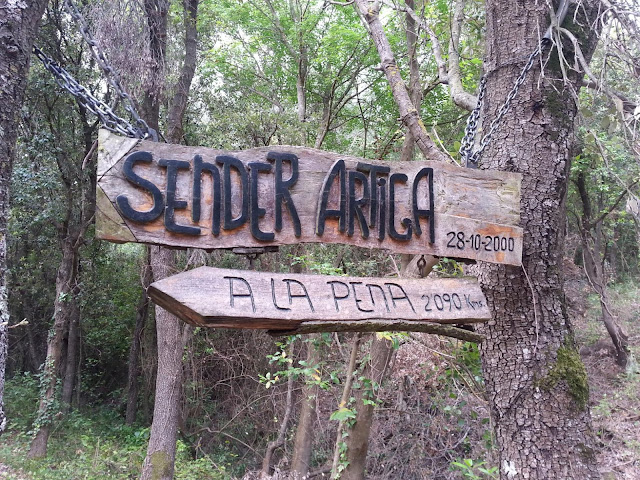 SENDER ARTIGA
28-10-2000
A LA PENA 2090 Km.